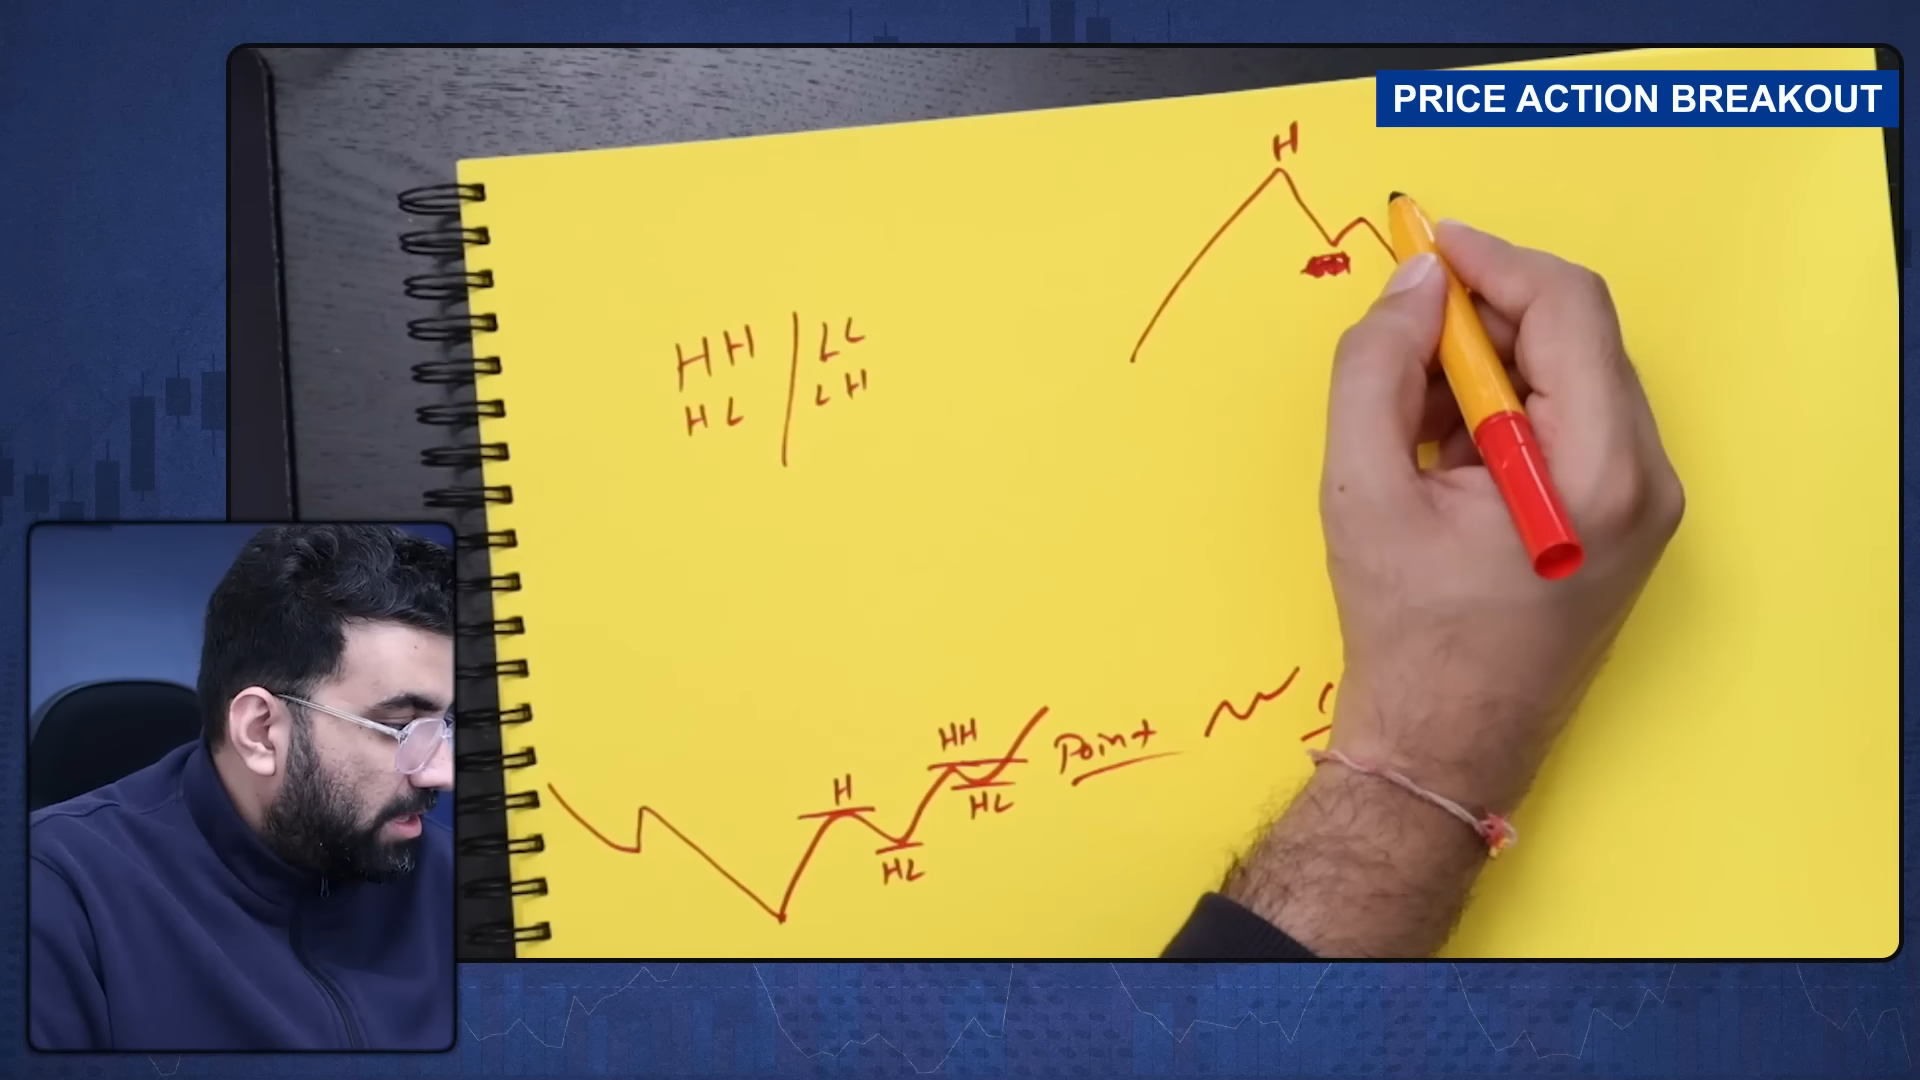 PRICE ACTION BREAKOUT
H
HH / LL
HL / LH
HH
Point
H
HL
HL